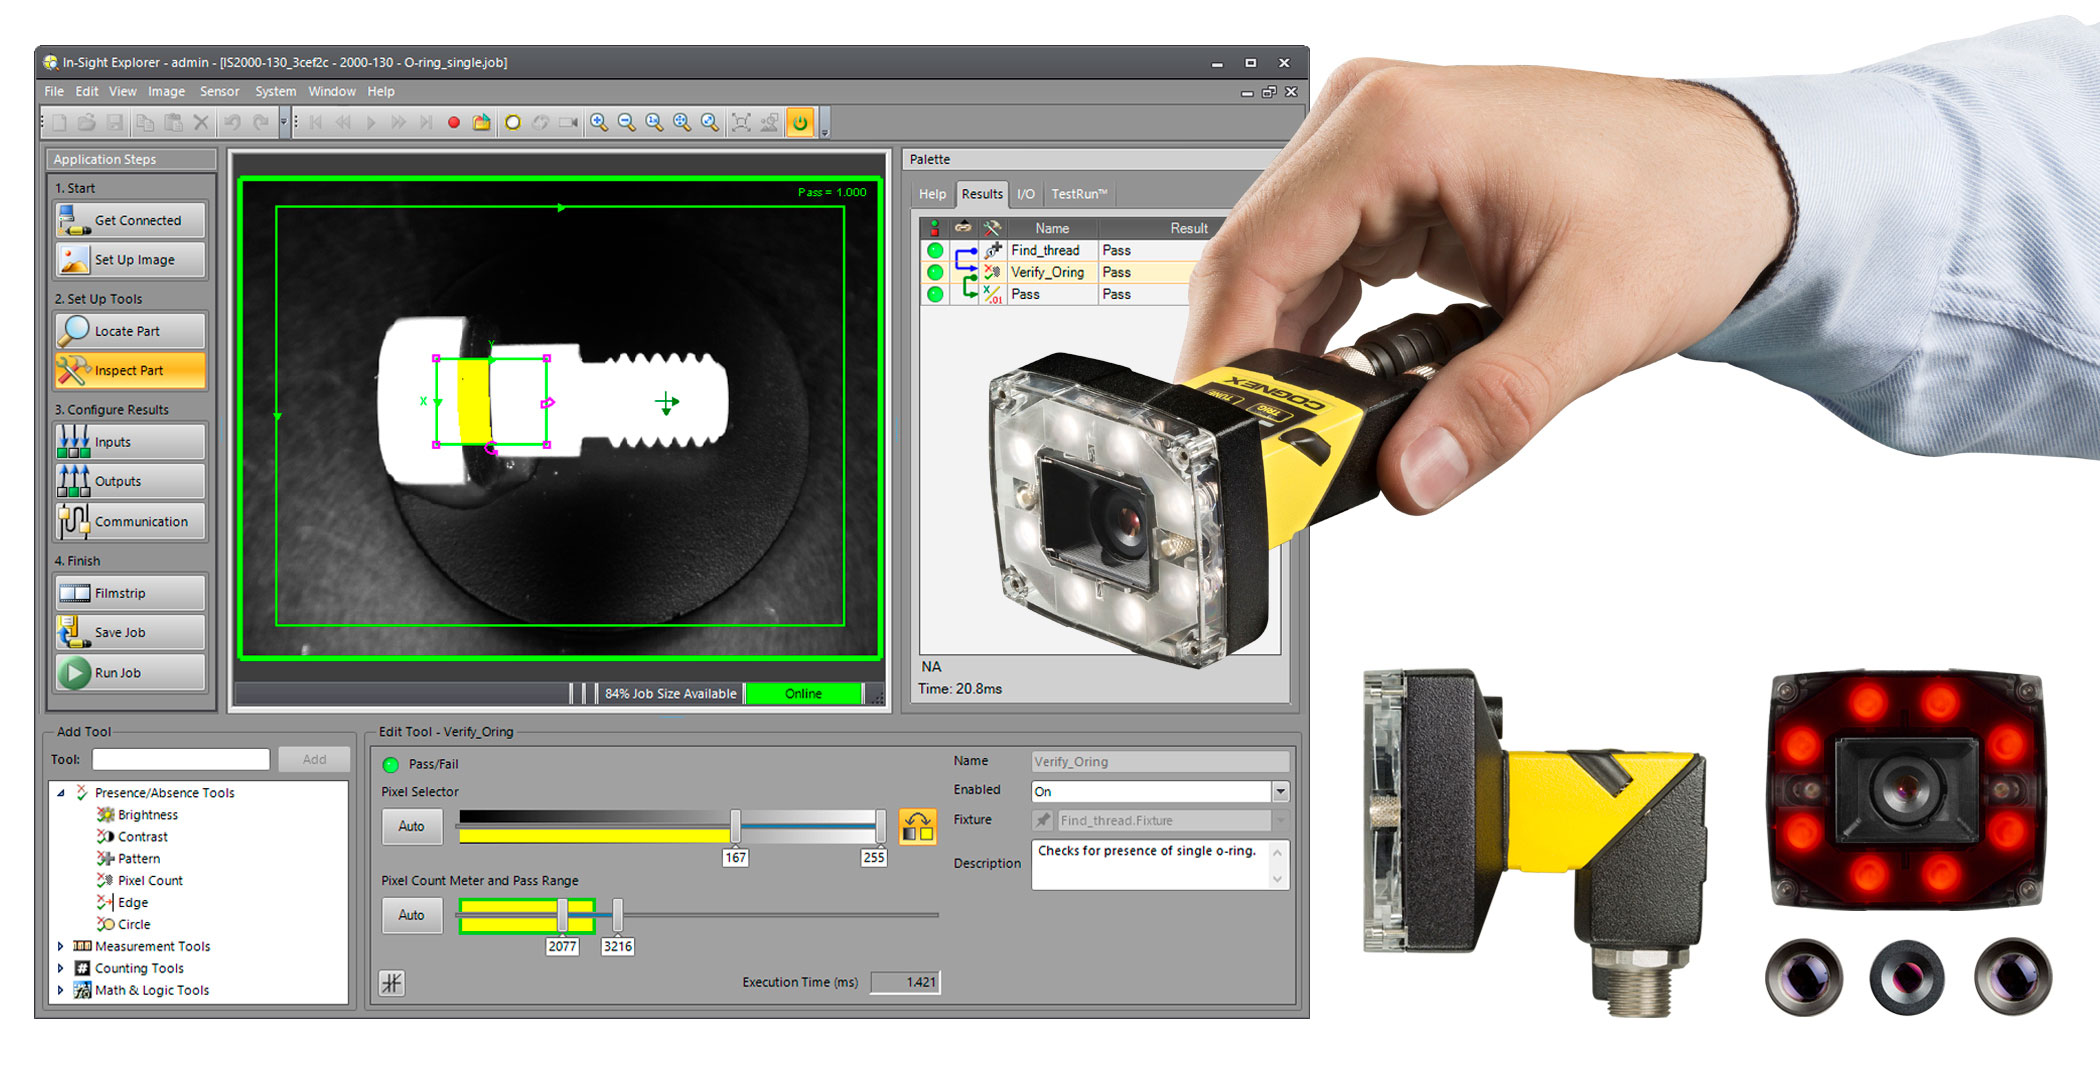 In-Sight Explorer - admin - [IS2000-130_3cef2c - 2000-130 - O-ring_single.job]
File Edit View Image Sensor System Window Help
Application Steps
1. Start
Get Connected
Set Up Image
2. Set Up Tools
Locate Part
Inspect Part
3. Configure Results
Inputs
Outputs
Communication
4. Finish
Filmstrip
Save Job
Run Job
Pass = 1.000
Y
X
84% Job Size Available
Online
Palette
Help Results I/O TestRun™
Name Result
Find_thread Pass
Verify_Oring Pass
Pass Pass
NA
Time: 20.8ms
COGNEX
TRIG
TUNE
Add Tool
Tool:
Add
Presence/Absence Tools
Brightness
Contrast
Pattern
Pixel Count
Edge
Circle
Measurement Tools
Counting Tools
Math & Logic Tools
Edit Tool - Verify_Oring
Pass/Fail
Pixel Selector
Auto
167 255
Pixel Count Meter and Pass Range
Auto
2077 3216
Execution Time (ms) 1.421
Name Verify_Oring
Enabled On
Fixture Find_thread.Fixture
Description Checks for presence of single o-ring.